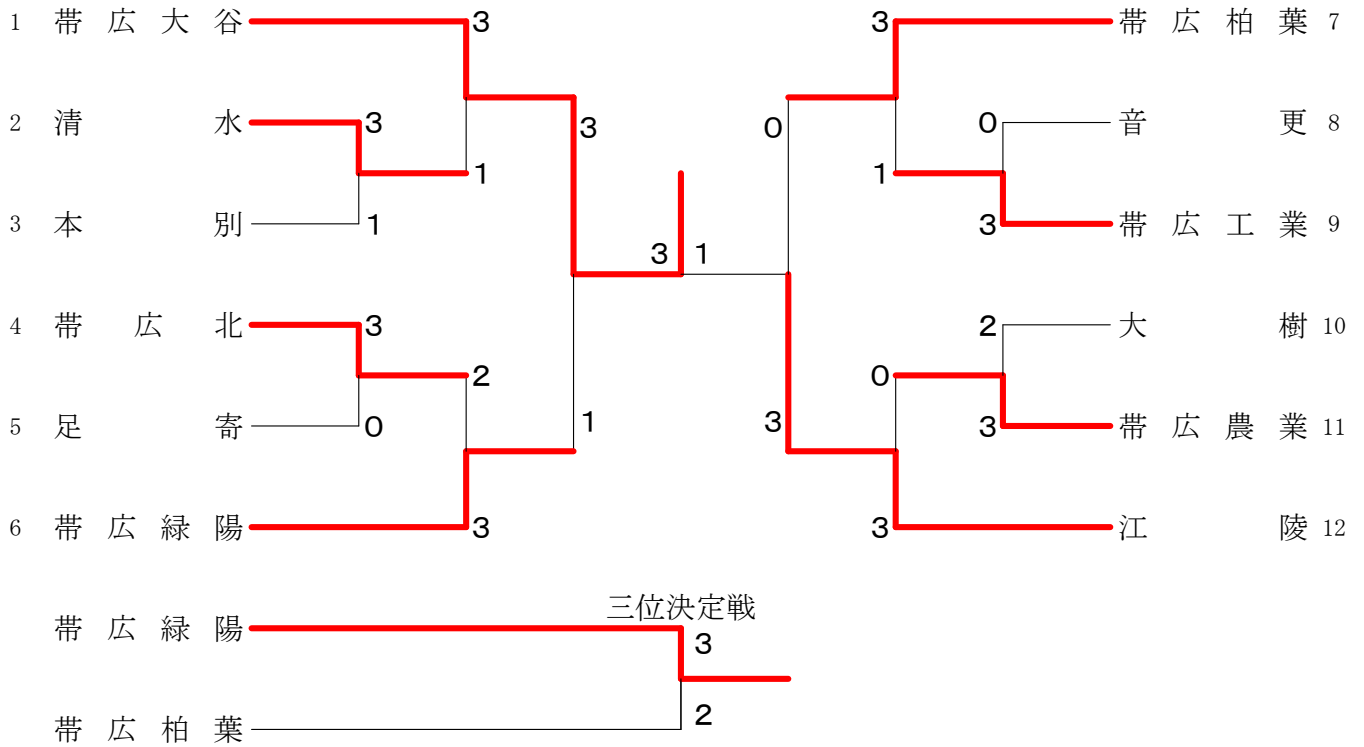 1 帯広大谷 3 3 帯広柏葉 7
2 清水 3 3 0 0 音更 8
1 1
3 本別 1 3 帯広工業 9
3 1
4 帯広北 3 2 大樹 10
2 0
5 足寄 0 1 3 3 帯広農業 11
6 帯広緑陽 3 3 江陵 12
三位決定戦
帯広緑陽 3
2
帯広柏葉